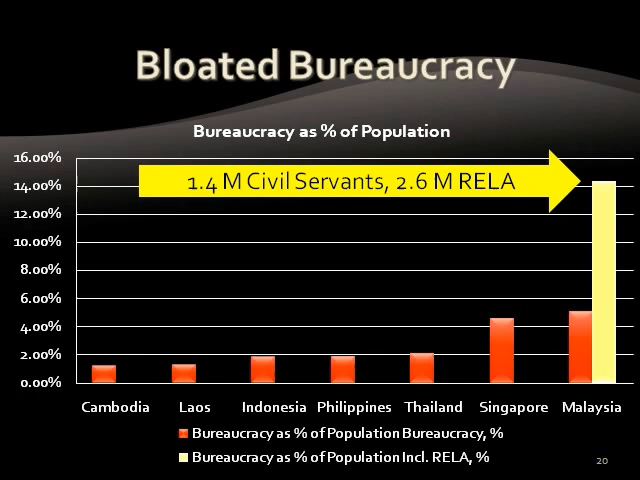 Bloated Bureaucracy
Bureaucracy as % of Population
16.00%
14.00%
12.00%
10.00%
8.00%
6.00%
4.00%
2.00%
0.00%
1.4 M Civil Servants, 2.6 M RELA
Cambodia Laos Indonesia Philippines Thailand Singapore Malaysia
Bureaucracy as % of Population Bureaucracy, %
Bureaucracy as % of Population Incl. RELA, %
20